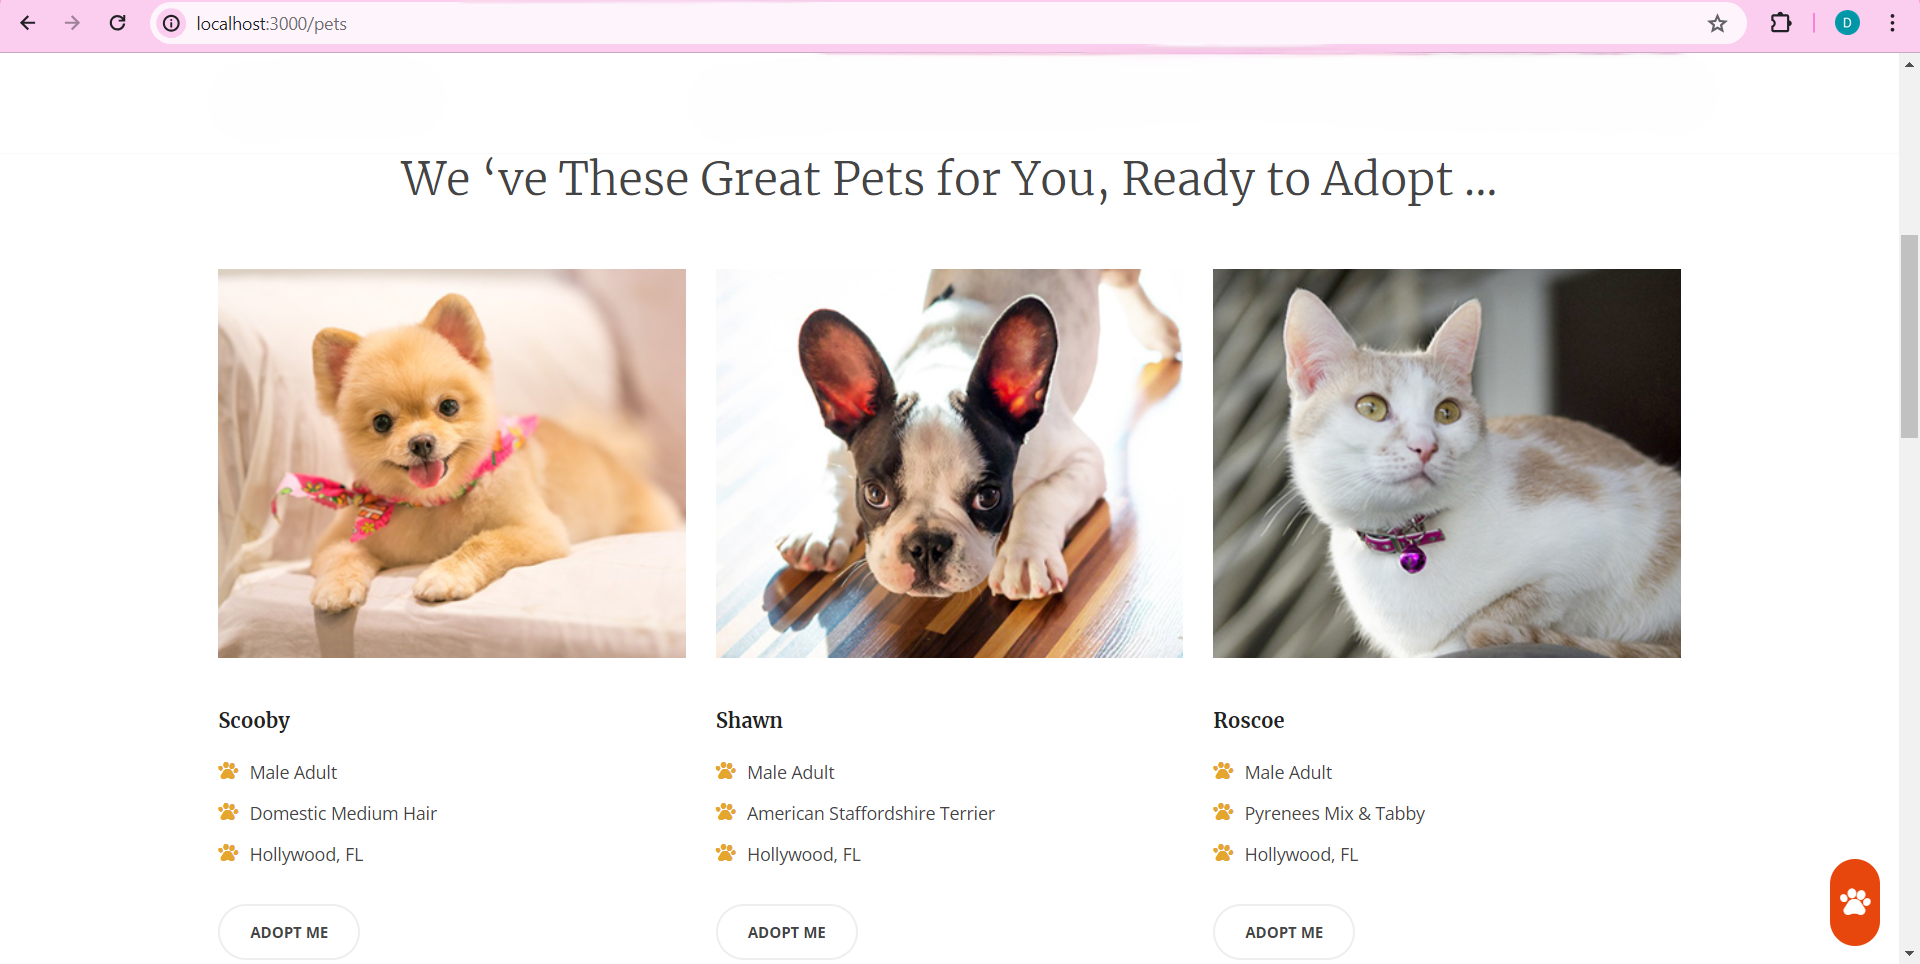 localhost:3000/pets
D
We ‘ve These Great Pets for You, Ready to Adopt ...
Scooby
Male Adult
Domestic Medium Hair
Hollywood, FL
ADOPT ME
Shawn
Male Adult
American Staffordshire Terrier
Hollywood, FL
ADOPT ME
Roscoe
Male Adult
Pyrenees Mix & Tabby
Hollywood, FL
ADOPT ME